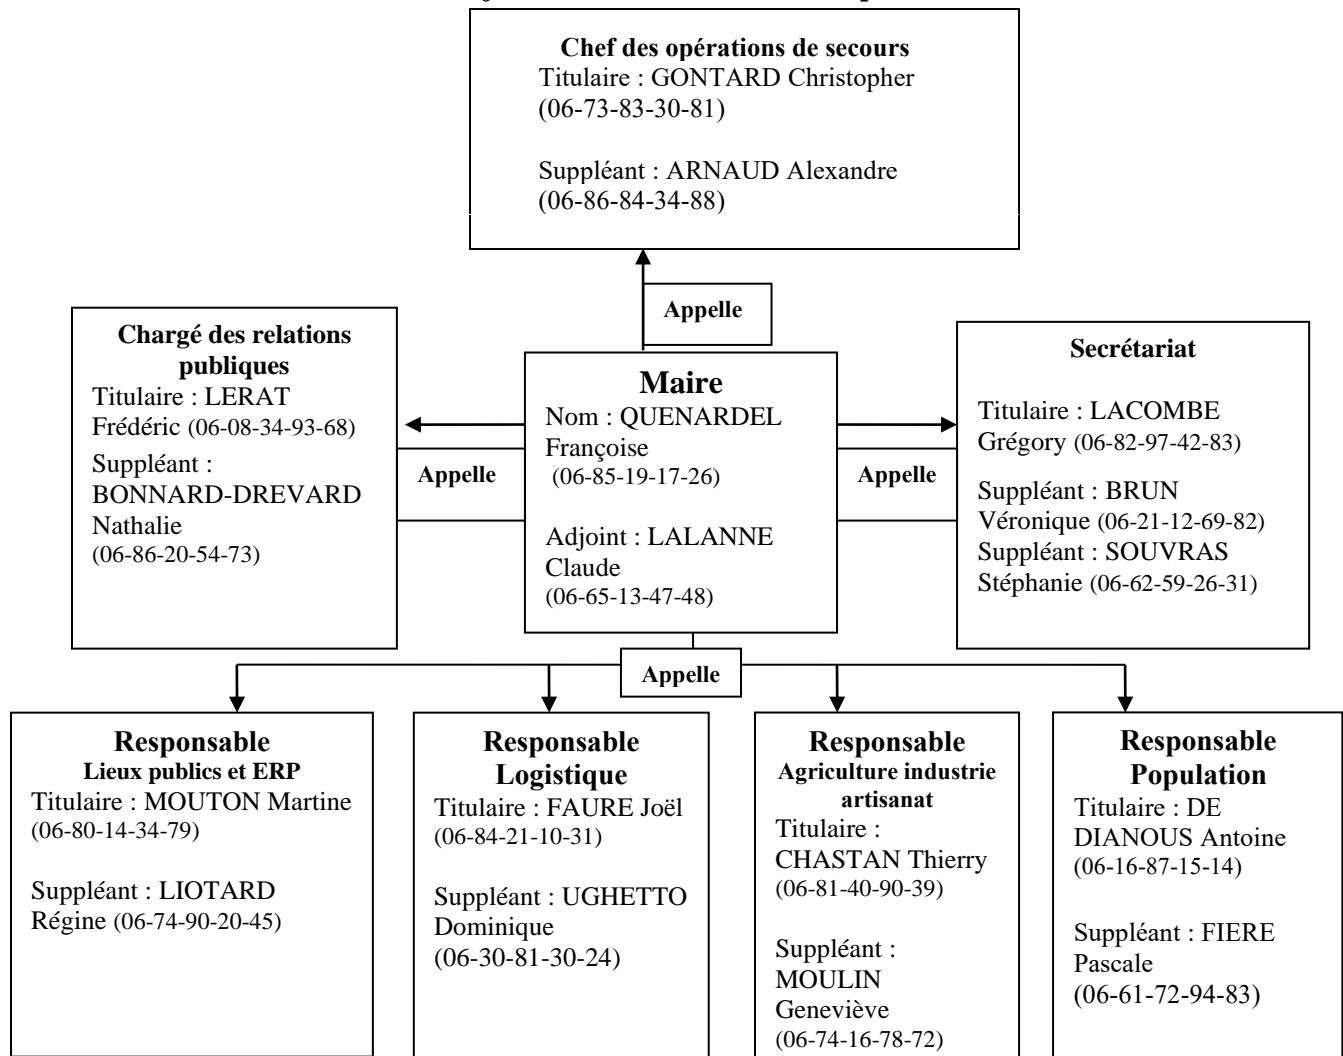 Chef des opérations de secours
Titulaire : GONTARD Christopher
(06-73-83-30-81)
Suppléant : ARNAUD Alexandre
(06-86-84-34-88)
Appelle
Chargé des relations
publiques
Titulaire : LERAT
Frédéric (06-08-34-93-68)
Suppléant :
BONNARD-DREVARD
Nathalie
(06-86-20-54-73)
Appelle
Maire
Nom : QUENARDEL
Françoise
(06-85-19-17-26)
Adjoint : LALANNE
Claude
(06-65-13-47-48)
Appelle
Secrétariat
Titulaire : LACOMBE
Grégory (06-82-97-42-83)
Suppléant : BRUN
Véronique (06-21-12-69-82)
Suppléant : SOUVRAS
Stéphanie (06-62-59-26-31)
Appelle
Responsable
Lieux publics et ERP
Titulaire : MOUTON Martine
(06-80-14-34-79)
Suppléant : LIOTARD
Régine (06-74-90-20-45)
Responsable
Logistique
Titulaire : FAURE Joël
(06-84-21-10-31)
Suppléant : UGHETTO
Dominique
(06-30-81-30-24)
Responsable
Agriculture industrie
artisanat
Titulaire :
CHASTAN Thierry
(06-81-40-90-39)
Suppléant :
MOULIN
Geneviève
(06-74-16-78-72)
Responsable
Population
Titulaire : DE
DIANOUS Antoine
(06-16-87-15-14)
Suppléant : FIERE
Pascale
(06-61-72-94-83)